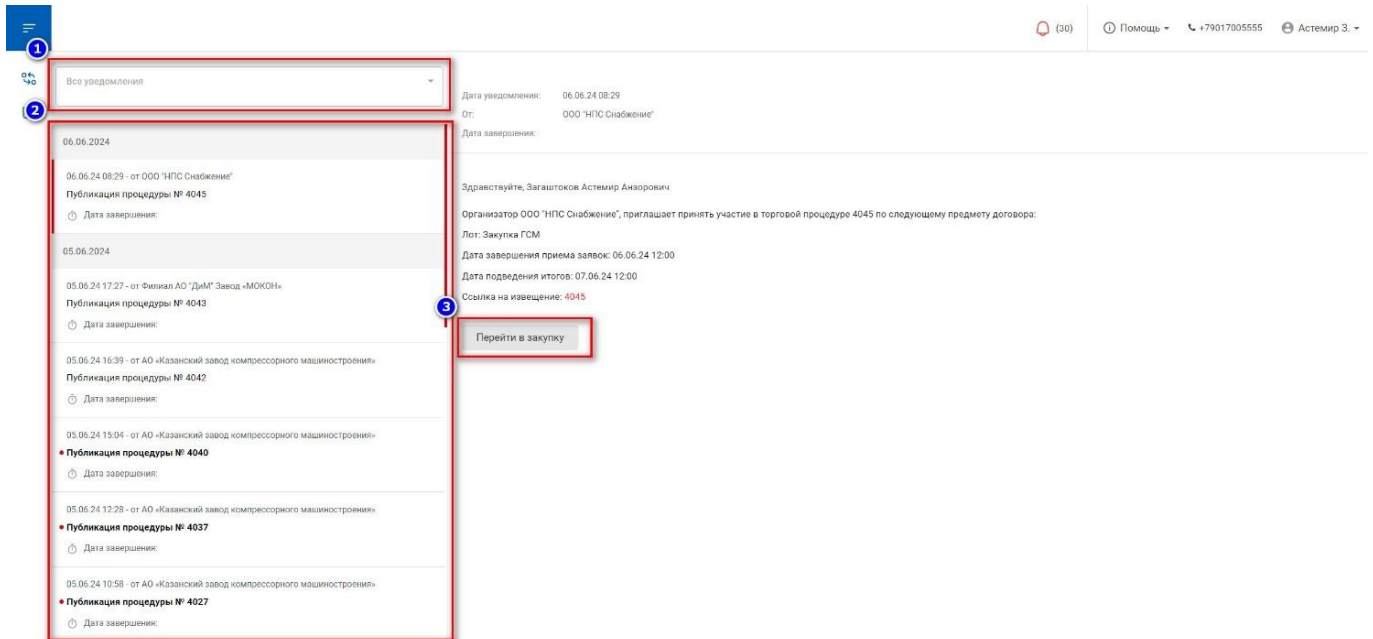 (30)
Помощь
+79017005555
Астемир З.
1
Все уведомления
2
06.06.2024
06.06.24 08:29 - от ООО "НПС Снабжение"
Публикация процедуры № 4045
Дата завершения:
05.06.2024
05.06.24 17:27 - от Филиал АО "ДиМ" Завод «МОКОН»
Публикация процедуры № 4043
Дата завершения:
05.06.24 16:39 - от АО «Казанский завод компрессорного машиностроения»
Публикация процедуры № 4042
Дата завершения:
05.06.24 15:04 - от АО «Казанский завод компрессорного машиностроения»
Публикация процедуры № 4040
Дата завершения:
05.06.24 12:28 - от АО «Казанский завод компрессорного машиностроения»
Публикация процедуры № 4037
Дата завершения:
05.06.24 10:58 - от АО «Казанский завод компрессорного машиностроения»
Публикация процедуры № 4027
Дата завершения:
Дата уведомления: 06.06.24 08:29
От: ООО "НПС Снабжение"
Дата завершения:
Здравствуйте, Загаштоков Астемир Анзорович
Организатор ООО "НПС Снабжение", приглашает принять участие в торговой процедуре 4045 по следующему предмету договора:
Лот: Закупка ГСМ
Дата завершения приема заявок: 06.06.24 12:00
Дата подведения итогов: 07.06.24 12:00
Ссылка на извещение: 4045
3
Перейти в закупку